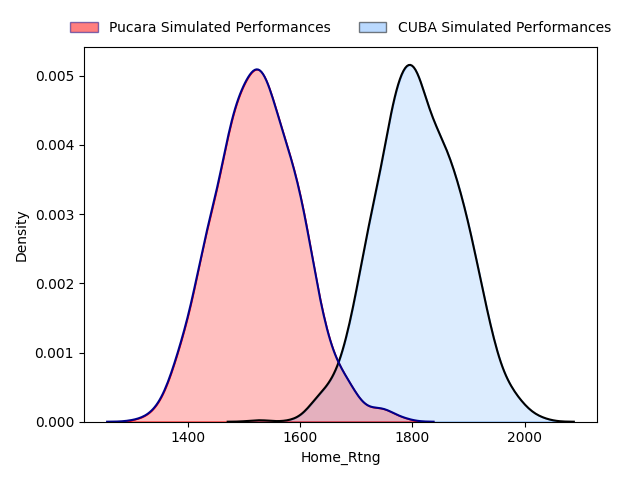 Pucara Simulated Performances CUBA Simulated Performances
0.005
0.004
0.003
0.002
0.001
0.000
Density
1400 1600 1800 2000
Home_Rtng